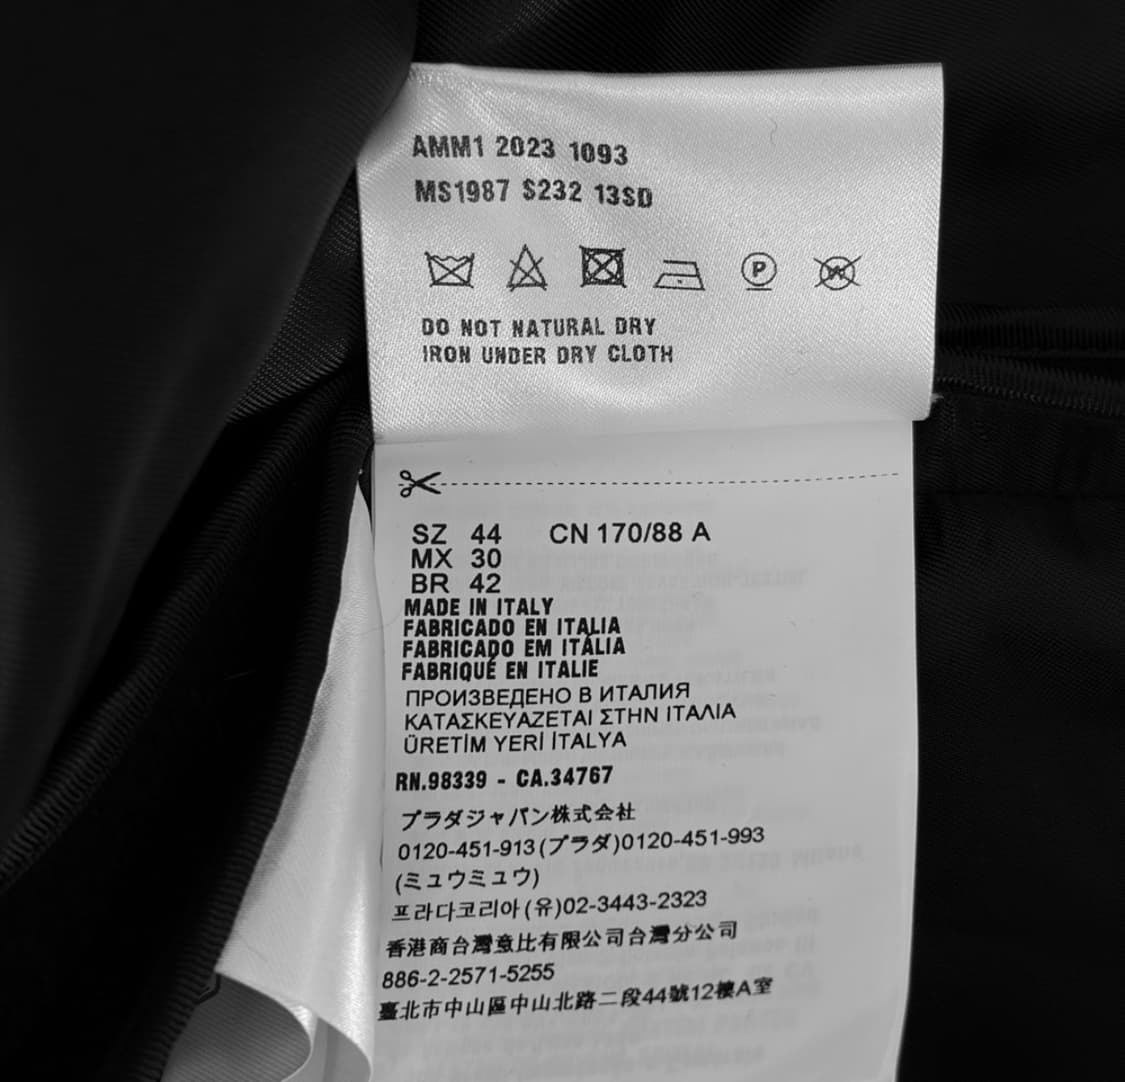 AMM1 2023 1093
MS1987 S232 13SD
P W
DO NOT NATURAL DRY
IRON UNDER DRY CLOTH
SZ 44 CN 170/88 A
MX 30
BR 42
MADE IN ITALY
FABRICADO EN ITALIA
FABRICADO EM ITÁLIA
FABRIQUÉ EN ITALIE
ПРОИЗВЕДЕНО В ИТАЛИЯ
ΚΑΤΑΣΚΕΥΑΖΕΤΑΙ ΣΤΗΝ ΙΤΑΛΙΑ
ÜRETİM YERİ İTALYA
RN.98339 - CA.34767
プラダジャパン株式会社
0120-451-913(プラダ)0120-451-993
(ミュウミュウ)
프라다코리아(유)02-3443-2323
香港商台灣意比有限公司台灣分公司
886-2-2571-5255
臺北市中山區中山北路二段44號12樓A室